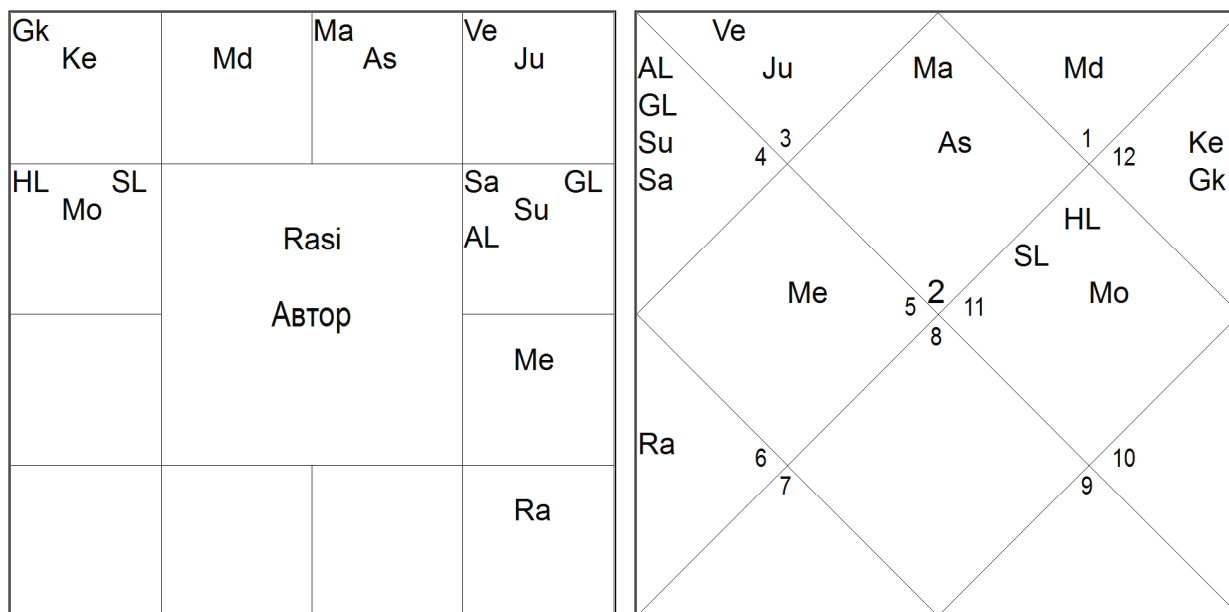 Gk
Ke
Md
Ma
As
Ve
Ju
HL SL
Mo
Sa GL
Su
AL
Rasi
Автор
Me
Ra
Ve
Ju
Ma
Md
AL
GL
Su
Sa
3
4
As
1
12
Ke
Gk
HL
SL
Me
Mo
5
2
11
8
Ra
6
7
10
9